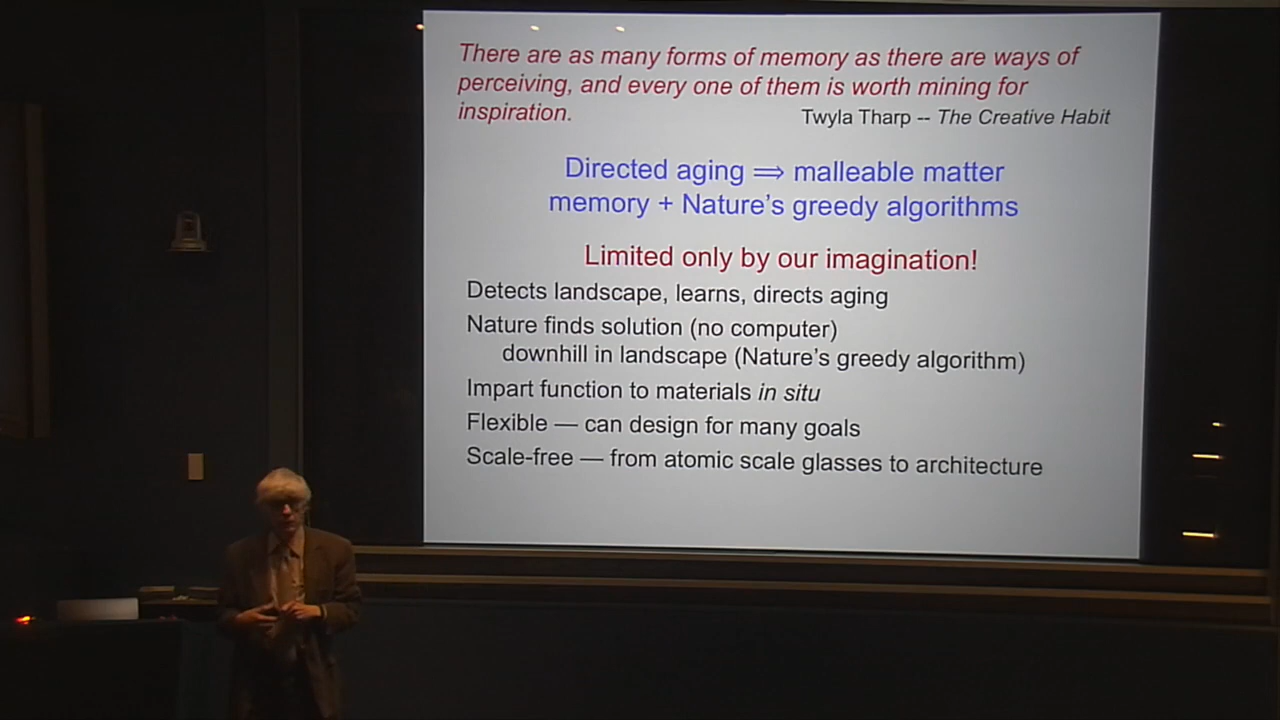 There are as many forms of memory as there are ways of
perceiving, and every one of them is worth mining for
inspiration.
Twyla Tharp -- The Creative Habit
Directed aging ⟹ malleable matter
memory + Nature's greedy algorithms
Limited only by our imagination!
Detects landscape, learns, directs aging
Nature finds solution (no computer)
downhill in landscape (Nature's greedy algorithm)
Impart function to materials in situ
Flexible — can design for many goals
Scale-free — from atomic scale glasses to architecture